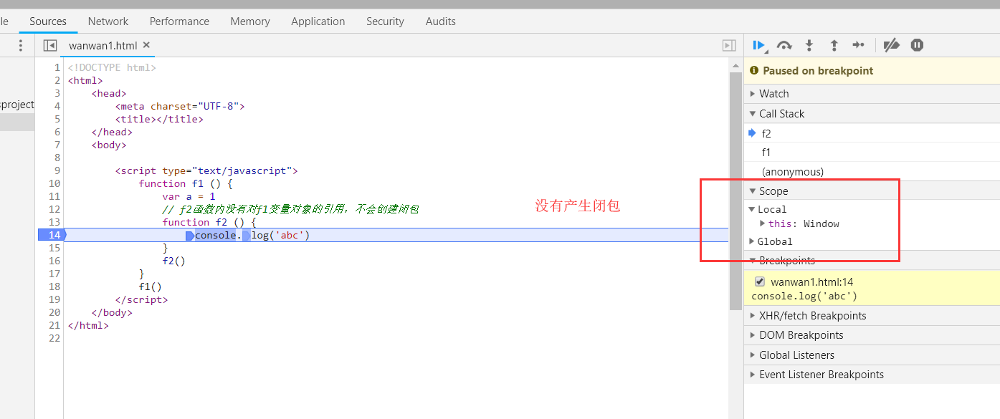 le Sources Network Performance Memory Application Security Audits
wanwan1.html ×
sproject
1 <!DOCTYPE html>
2 <html>
3 <head>
4 <meta charset="UTF-8">
5 <title></title>
6 </head>
7 <body>
8
9 <script type="text/javascript">
10 function f1 () {
11 var a = 1
12 // f2函数内没有对f1变量对象的引用，不会创建闭包
13 function f2 () {
14 console.log('abc')
15 }
16 f2()
17 }
18 f1()
19 </script>
20 </body>
21 </html>
22
没有产生闭包
Paused on breakpoint
Watch
Call Stack
f2
f1
(anonymous)
Scope
Local
this: Window
Global
Breakpoints
wanwan1.html:14
console.log('abc')
XHR/fetch Breakpoints
DOM Breakpoints
Global Listeners
Event Listener Breakpoints